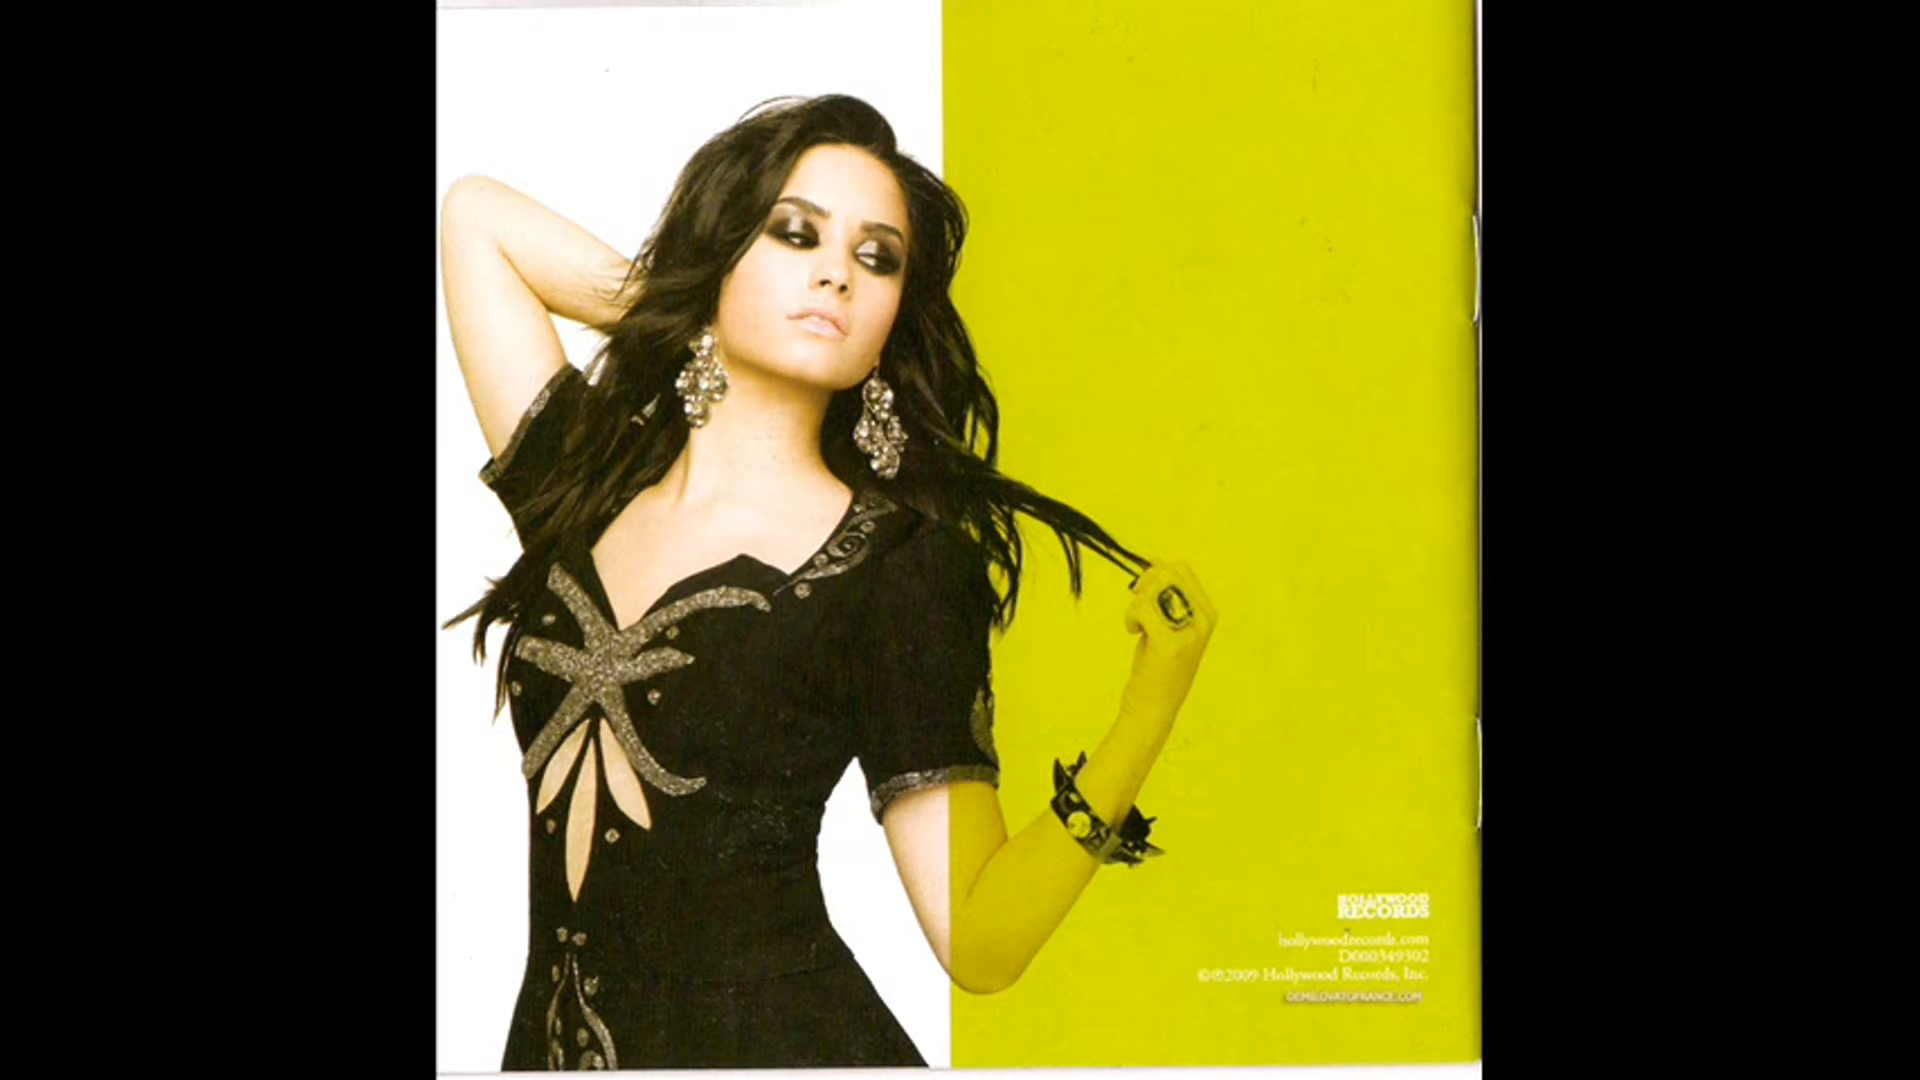 HOLLYWOOD
RECORDS
hollywoodrecords.com
D000349302
©℗2009 Hollywood Records, Inc.
DEMILOVATOFRANCE.COM